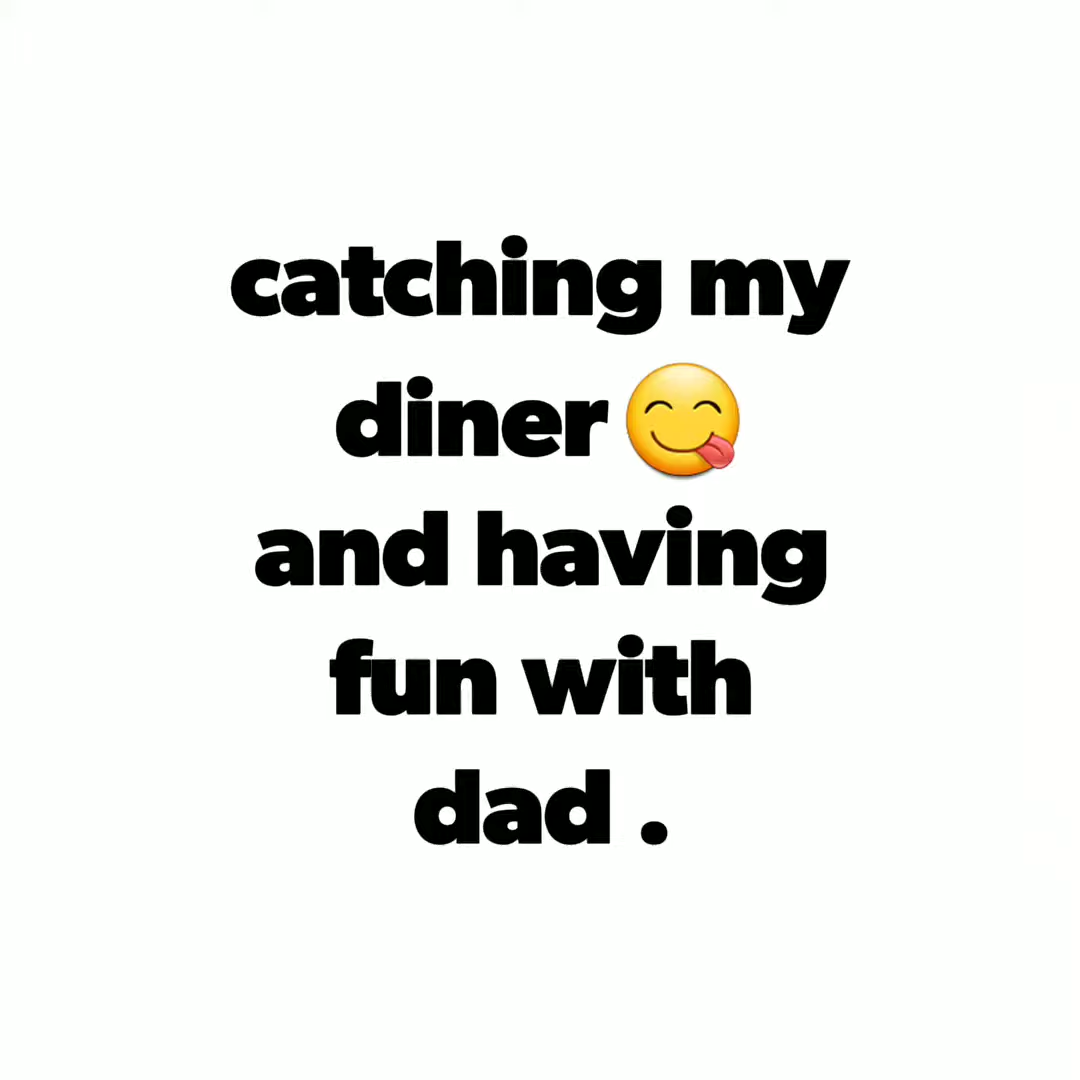 catching my
diner 😋
and having
fun with
dad .